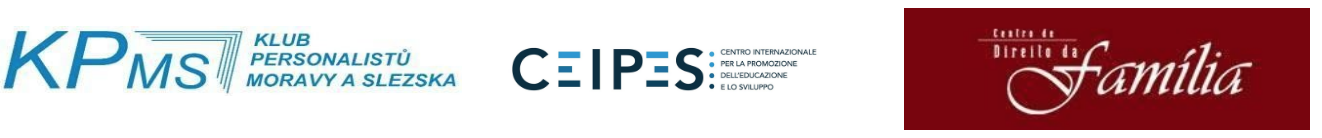 KPMS
KLUB
PERSONALISTŮ
MORAVY A SLEZSKA
CEIPES
CENTRO INTERNAZIONALE
PER LA PROMOZIONE
DELL'EDUCAZIONE
E LO SVILUPPO
Centro de
Direito da
Família